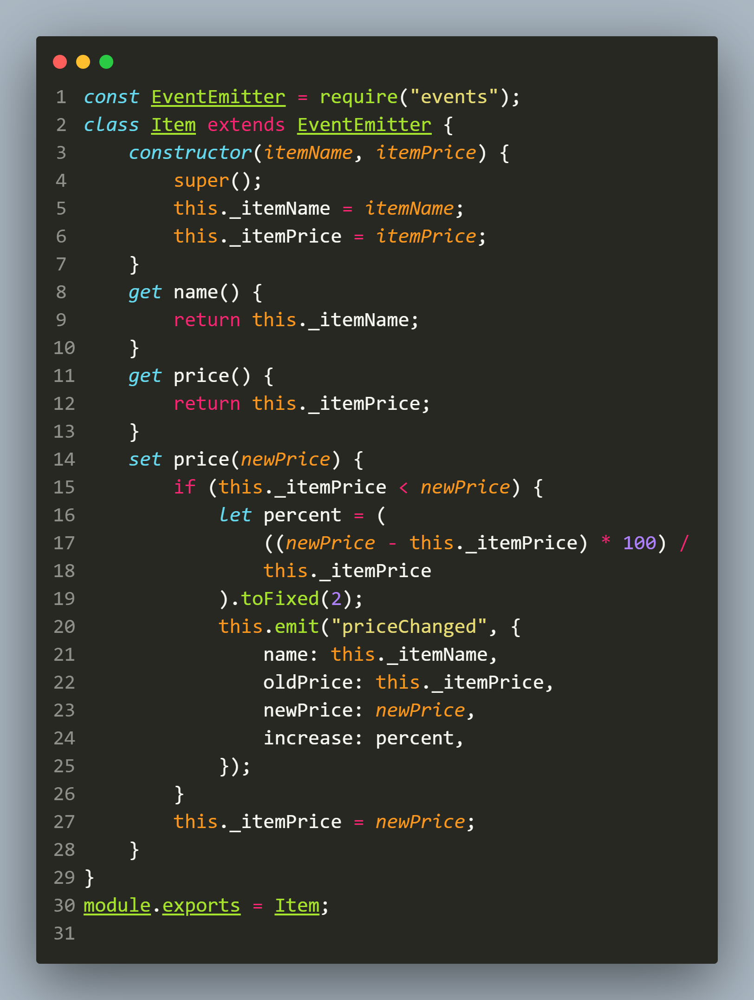 1 const EventEmitter = require("events");
2 class Item extends EventEmitter {
3     constructor(itemName, itemPrice) {
4         super();
5         this._itemName = itemName;
6         this._itemPrice = itemPrice;
7     }
8     get name() {
9         return this._itemName;
10     }
11     get price() {
12         return this._itemPrice;
13     }
14     set price(newPrice) {
15         if (this._itemPrice < newPrice) {
16             let percent = (
17                 ((newPrice - this._itemPrice) * 100) /
18                 this._itemPrice
19             ).toFixed(2);
20             this.emit("priceChanged", {
21                 name: this._itemName,
22                 oldPrice: this._itemPrice,
23                 newPrice: newPrice,
24                 increase: percent,
25             });
26         }
27         this._itemPrice = newPrice;
28     }
29 }
30 module.exports = Item;
31